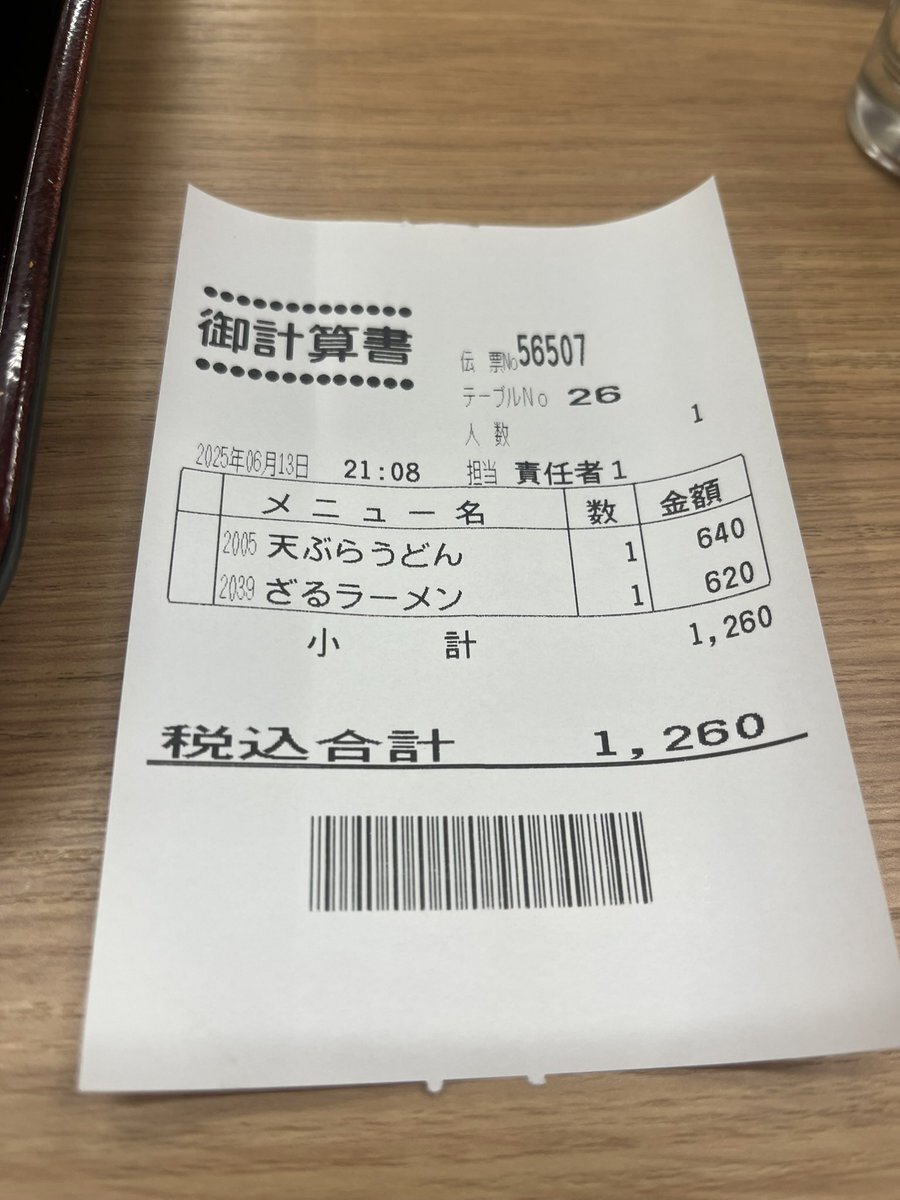 御計算書
伝票No 56507
テーブルNo 26
人数 1
2025年06月13日 21:08 担当 責任者1
メニュー名 数 金額
2005 天ぷらうどん 1 640
2039 ざるラーメン 1 620
小計 1,260
税込合計 1,260